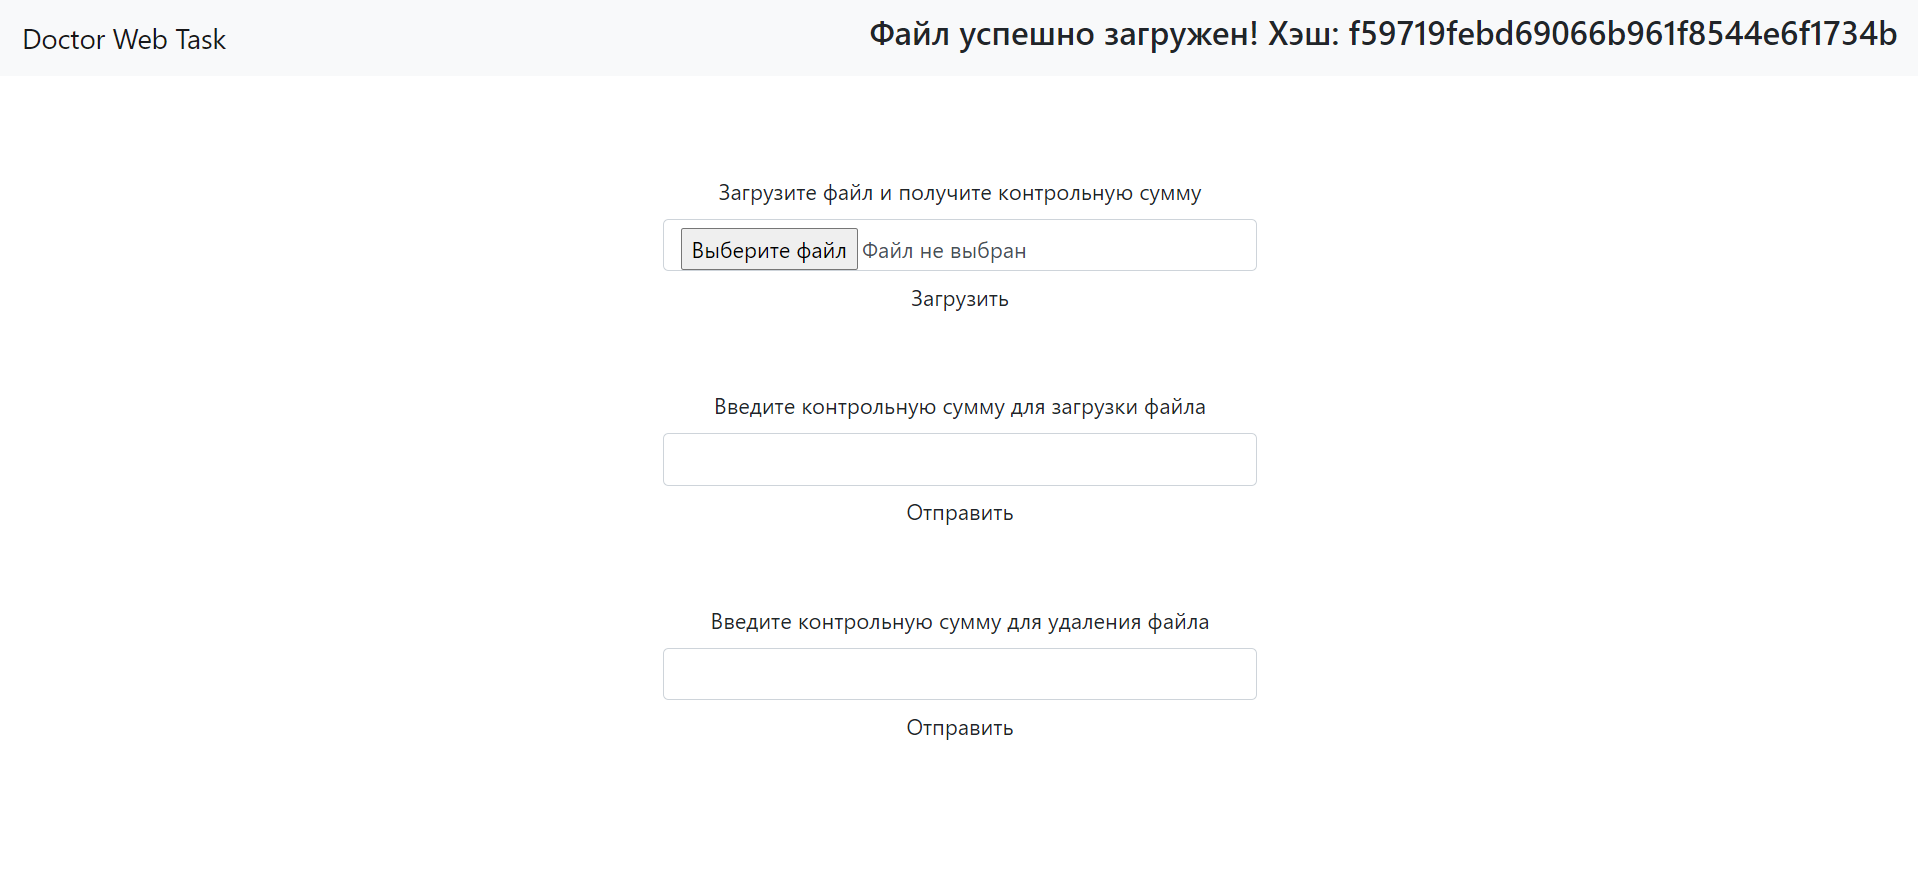 Doctor Web Task
Файл успешно загружен! Хэш: f59719febd69066b961f8544e6f1734b
Загрузите файл и получите контрольную сумму
Выберите файл Файл не выбран
Загрузить
Введите контрольную сумму для загрузки файла
Отправить
Введите контрольную сумму для удаления файла
Отправить